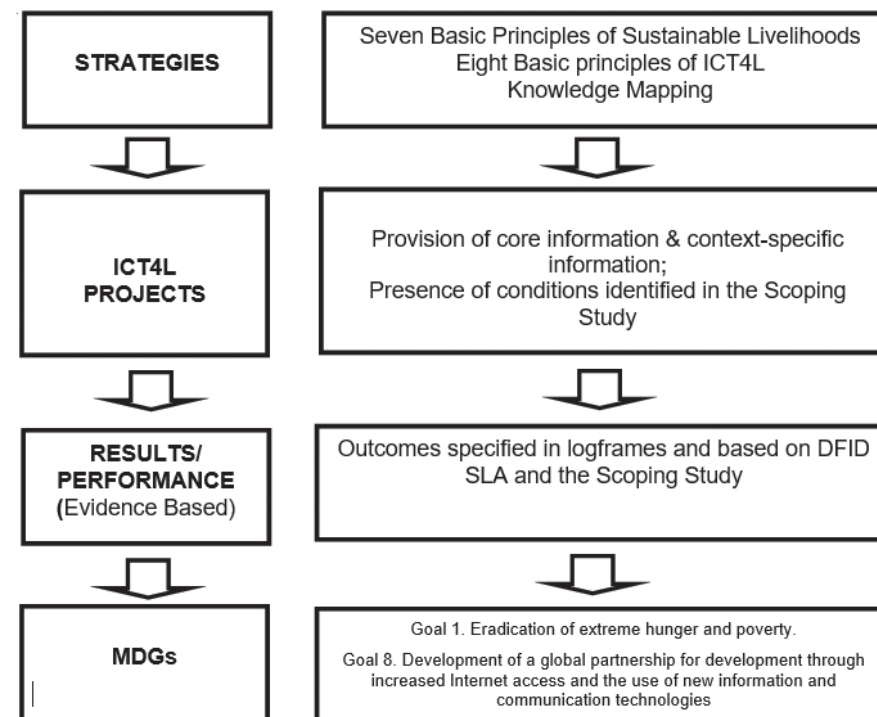 STRATEGIES
Seven Basic Principles of Sustainable Livelihoods
Eight Basic principles of ICT4L
Knowledge Mapping
ICT4L
PROJECTS
Provision of core information & context-specific
information;
Presence of conditions identified in the Scoping
Study
RESULTS/
PERFORMANCE
(Evidence Based)
Outcomes specified in logframes and based on DFID
SLA and the Scoping Study
MDGs
Goal 1. Eradication of extreme hunger and poverty.
Goal 8. Development of a global partnership for development through
increased Internet access and the use of new information and
communication technologies